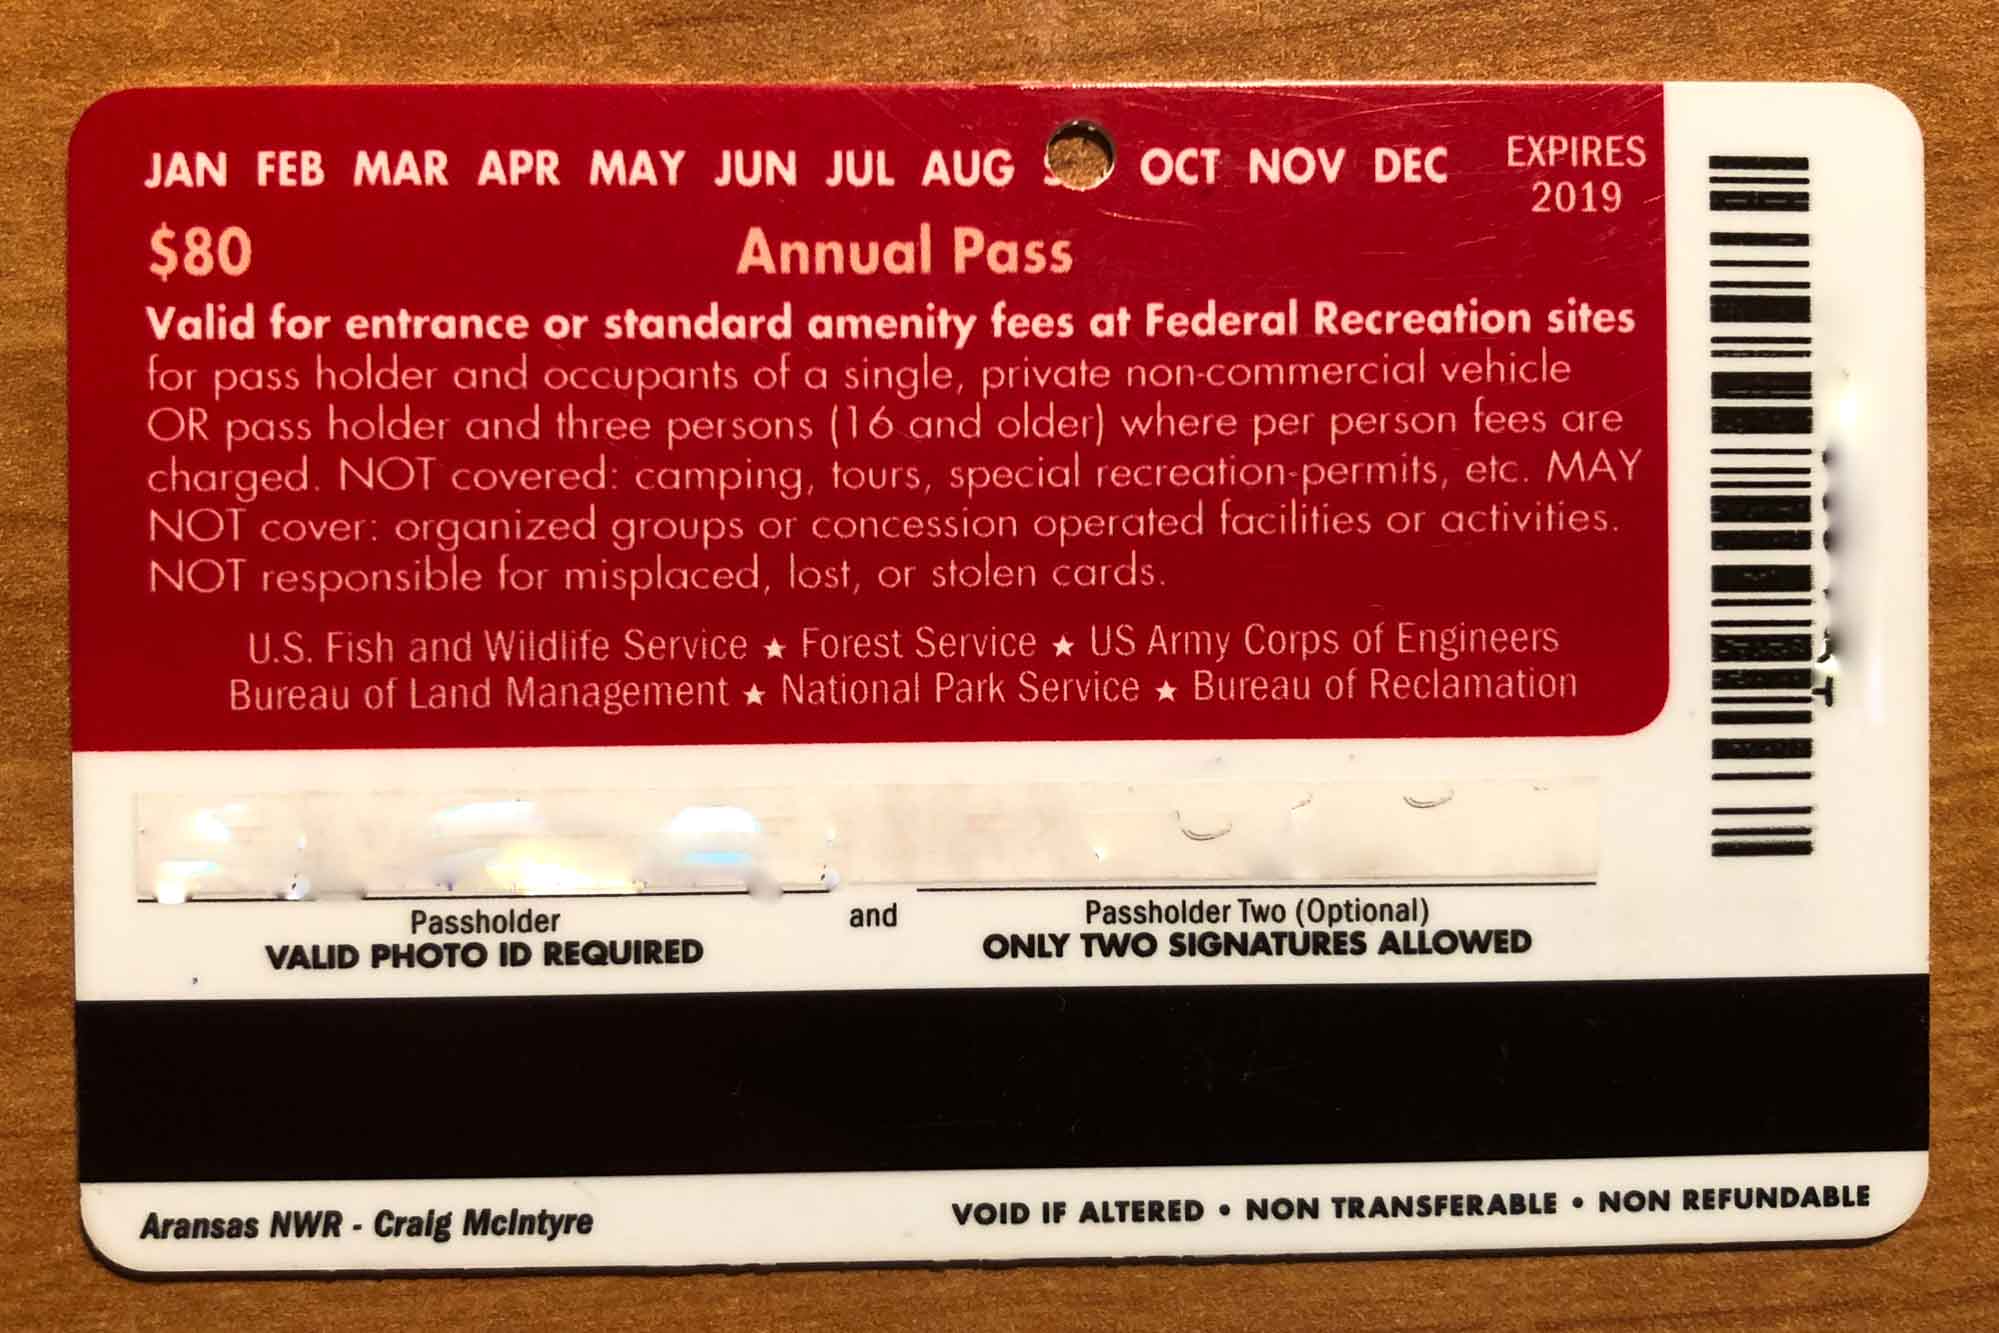 JAN FEB MAR APR MAY JUN JUL AUG OCT NOV DEC EXPIRES 2019
$80 Annual Pass
Valid for entrance or standard amenity fees at Federal Recreation sites
for pass holder and occupants of a single, private non-commercial vehicle
OR pass holder and three persons (16 and older) where per person fees are
charged. NOT covered: camping, tours, special recreation-permits, etc. MAY
NOT cover: organized groups or concession operated facilities or activities.
NOT responsible for misplaced, lost, or stolen cards.
U.S. Fish and Wildlife Service ★ Forest Service ★ US Army Corps of Engineers
Bureau of Land Management ★ National Park Service ★ Bureau of Reclamation
Passholder and Passholder Two (Optional)
VALID PHOTO ID REQUIRED ONLY TWO SIGNATURES ALLOWED
Aransas NWR - Craig McIntyre VOID IF ALTERED • NON TRANSFERABLE • NON REFUNDABLE